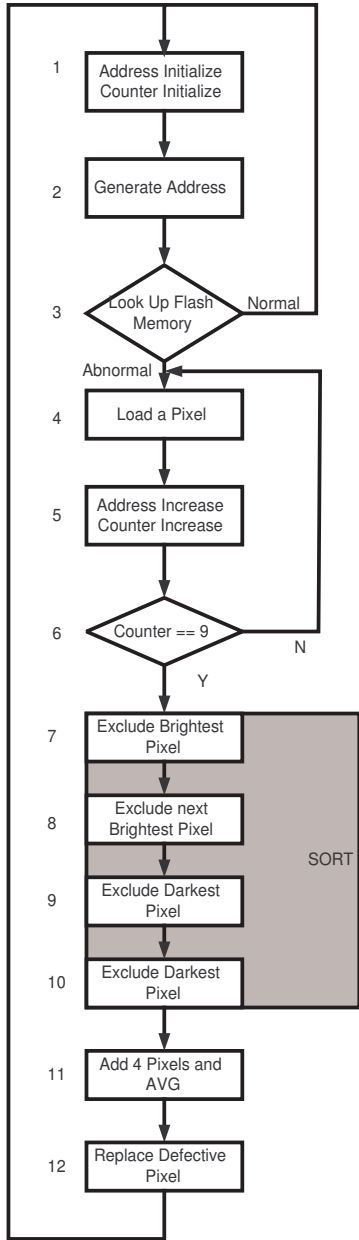 1
Address Initialize
Counter Initialize
2
Generate Address
3
Look Up Flash
Memory
Normal
Abnormal
4
Load a Pixel
5
Address Increase
Counter Increase
6
Counter == 9
N
Y
7
Exclude Brightest
Pixel
8
Exclude next
Brightest Pixel
SORT
9
Exclude Darkest
Pixel
10
Exclude Darkest
Pixel
11
Add 4 Pixels and
AVG
12
Replace Defective
Pixel